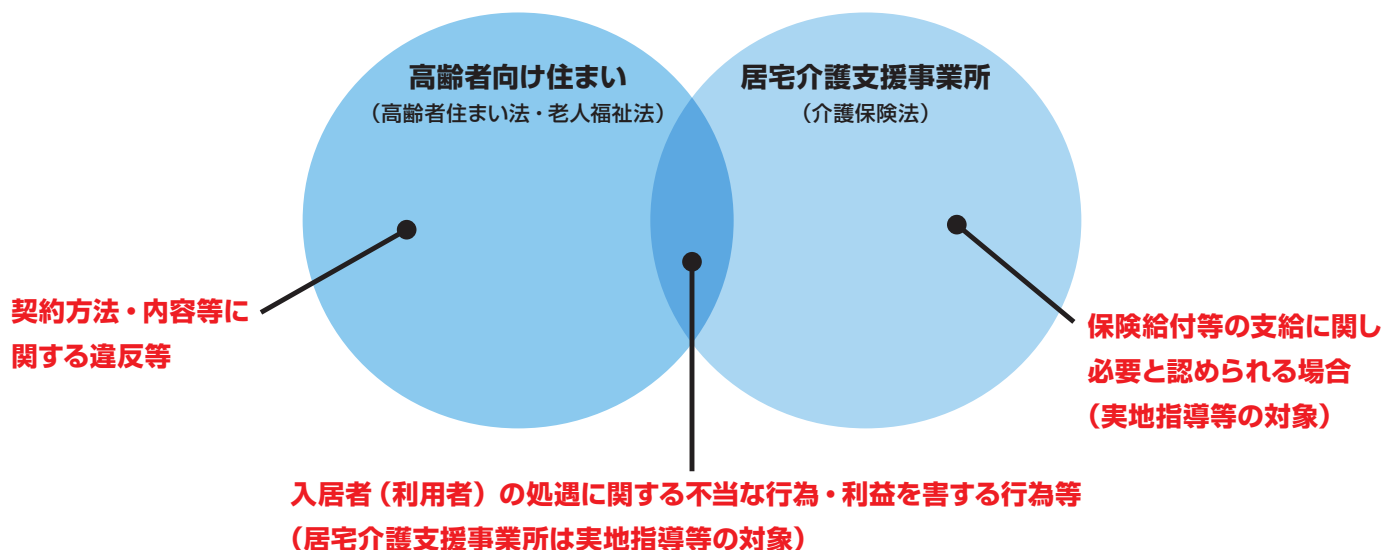 高齢者向け住まい
（高齢者住まい法・老人福祉法）
居宅介護支援事業所
（介護保険法）
契約方法・内容等に
関する違反等
保険給付等の支給に関し
必要と認められる場合
（実地指導等の対象）
入居者（利用者）の処遇に関する不当な行為・利益を害する行為等
（居宅介護支援事業所は実地指導等の対象）